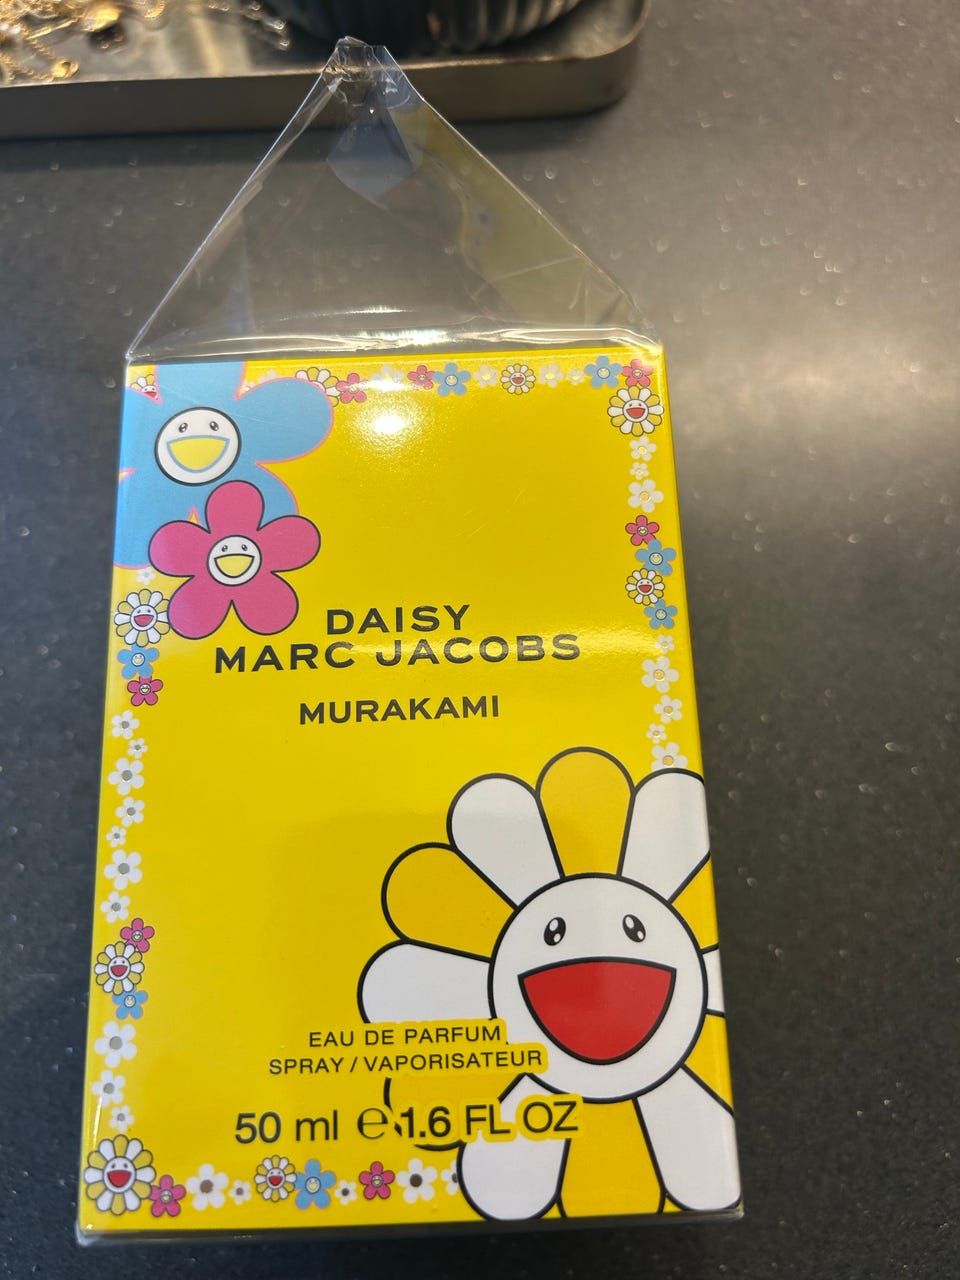 DAISY
MARC JACOBS
MURAKAMI
EAU DE PARFUM
SPRAY / VAPORISATEUR
50 ml ℮ 1.6 FL OZ